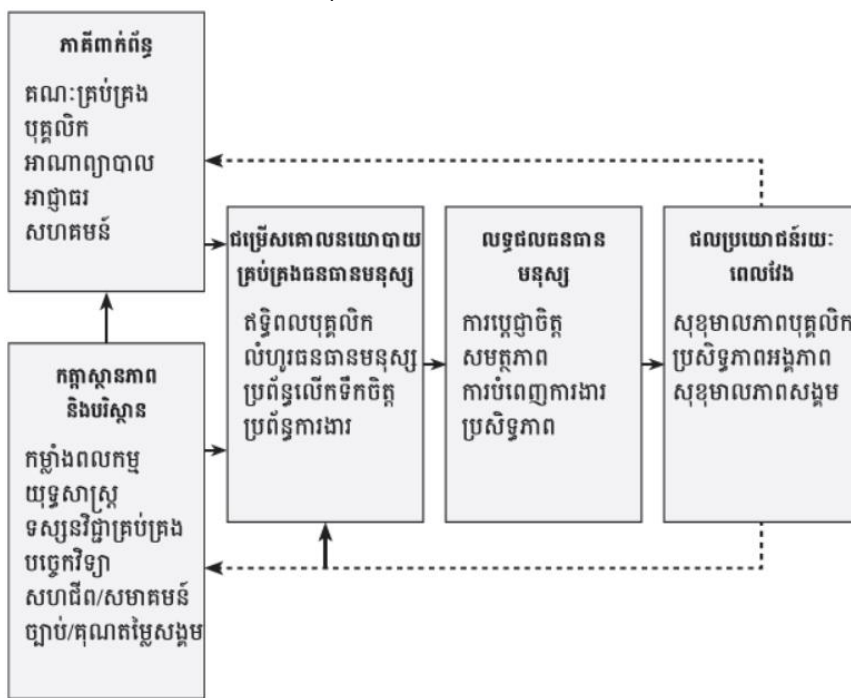 ភាគីពាក់ព័ន្ធ
គណៈគ្រប់គ្រង
បុគ្គលិក
អាណាព្យាបាល
អាជ្ញាធរ
សហគមន៍
កត្តាស្ថានភាព
និងបរិស្ថាន
កម្លាំងពលកម្ម
យុទ្ធសាស្ត្រ
ទស្សនវិជ្ជាគ្រប់គ្រង
បច្ចេកវិទ្យា
សហជីព/សមាគមន៍
ច្បាប់/គុណតម្លៃសង្គម
ជម្រើសគោលនយោបាយ
គ្រប់គ្រងធនធានមនុស្ស
ឥទ្ធិពលបុគ្គលិក
លំហូរធនធានមនុស្ស
ប្រព័ន្ធលើកទឹកចិត្ត
ប្រព័ន្ធការងារ
លទ្ធផលធនធាន
មនុស្ស
ការប្តេជ្ញាចិត្ត
សមត្ថភាព
ការបំពេញការងារ
ប្រសិទ្ធភាព
ផលប្រយោជន៍រយៈ
ពេលវែង
សុខុមាលភាពបុគ្គលិក
ប្រសិទ្ធភាពអង្គភាព
សុខុមាលភាពសង្គម